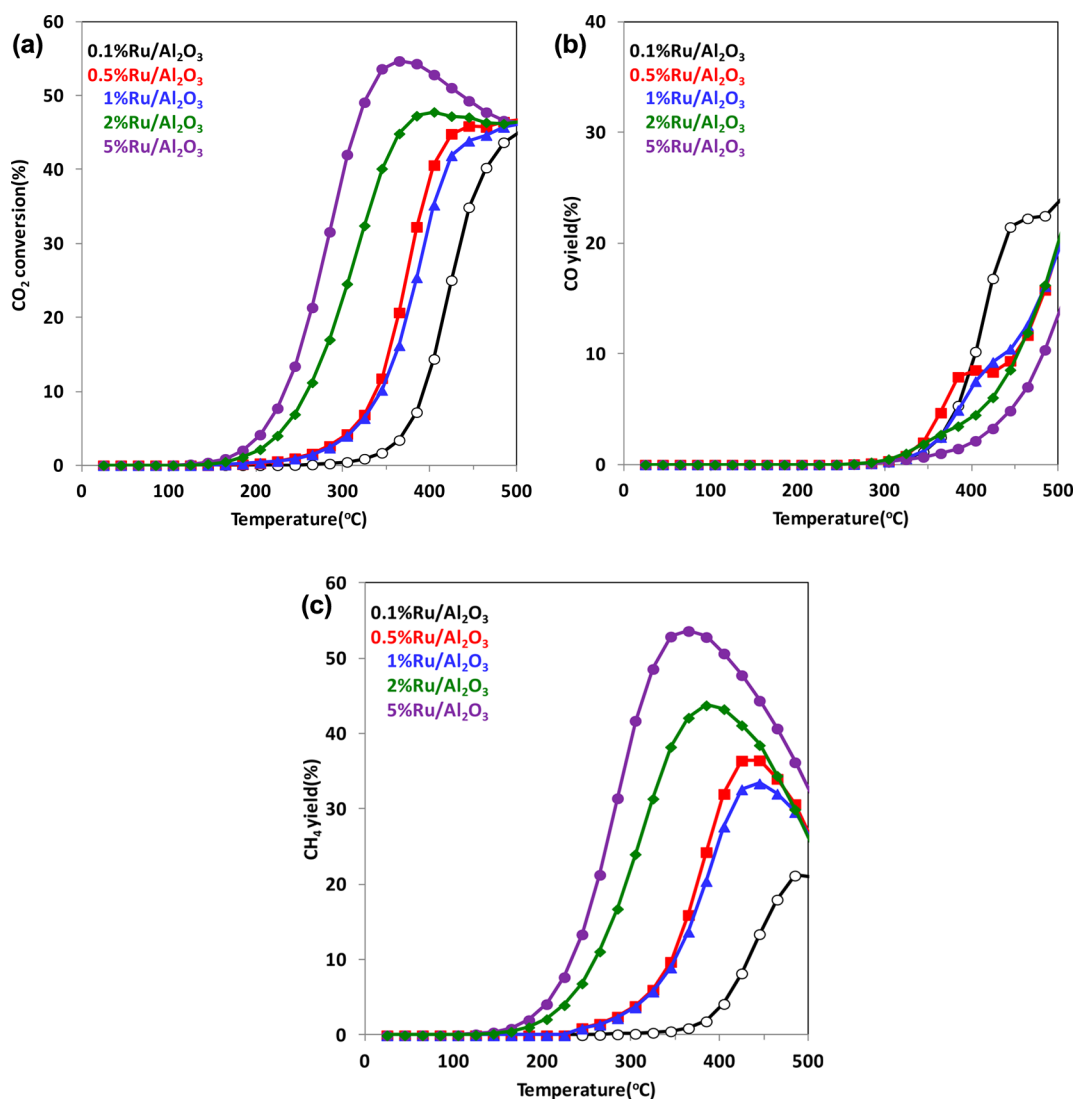 (a)
60
50
40
30
20
10
0
CO₂ conversion(%)
0.1%Ru/Al₂O₃
0.5%Ru/Al₂O₃
1%Ru/Al₂O₃
2%Ru/Al₂O₃
5%Ru/Al₂O₃
0 100 200 300 400 500
Temperature(°C)
(b)
40
30
20
10
0
CO yield(%)
0.1%Ru/Al₂O₃
0.5%Ru/Al₂O₃
1%Ru/Al₂O₃
2%Ru/Al₂O₃
5%Ru/Al₂O₃
0 100 200 300 400 500
Temperature(°C)
(c)
60
50
40
30
20
10
0
CH₄ yield(%)
0.1%Ru/Al₂O₃
0.5%Ru/Al₂O₃
1%Ru/Al₂O₃
2%Ru/Al₂O₃
5%Ru/Al₂O₃
0 100 200 300 400 500
Temperature(°C)